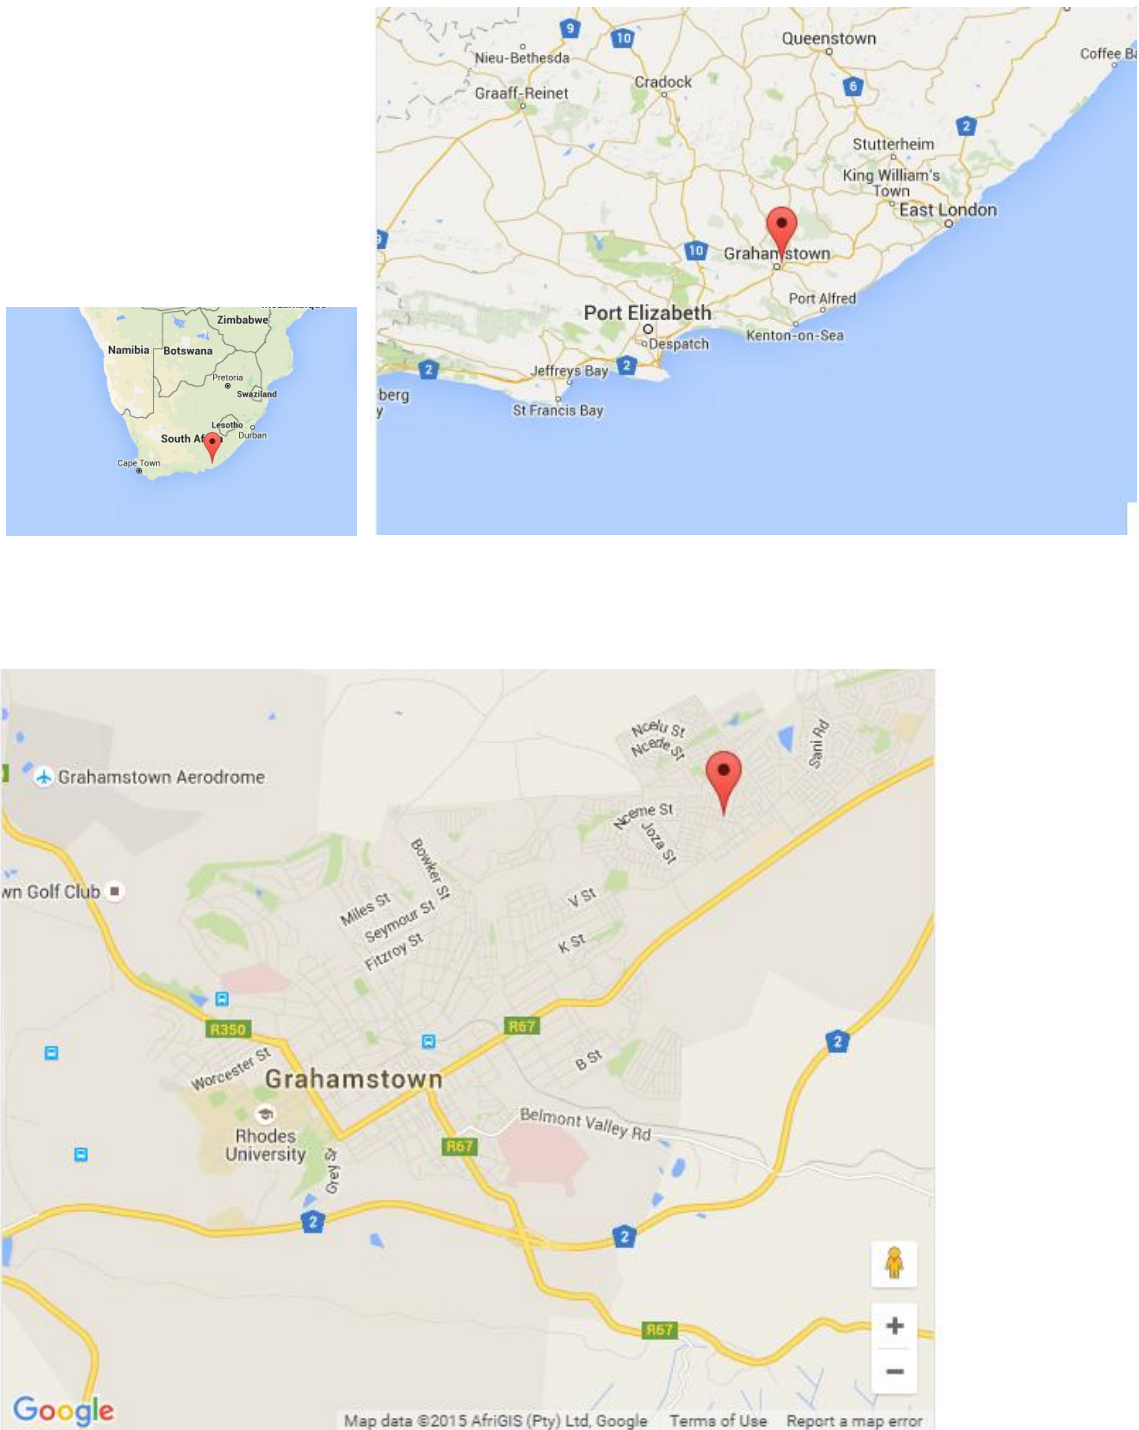 Zimbabwe
Namibia
Botswana
Pretoria
Swaziland
Lesotho
Durban
South Af
Cape Town
9
10
Queenstown
Nieu-Bethesda
Coffee Ba
Cradock
Graaff-Reinet
6
2
Stutterheim
King William's
Town
East London
9
10
Grahamstown
Port Alfred
Port Elizabeth
Kenton-on-Sea
Despatch
2
Jeffreys Bay
2
berg
y
St Francis Bay
Ncelu St
Ncede St
Sani Rd
Grahamstown Aerodrome
Nceme St
Joza St
Bowker St
wn Golf Club
Miles St
V St
Seymour St
Fitzroy St
K St
R350
R67
2
Worcester St
B St
Grahamstown
Rhodes
University
Belmont Valley Rd
R67
Grey St
2
2
R67
+
−
Google
Map data ©2015 AfriGIS (Pty) Ltd, Google Terms of Use Report a map error